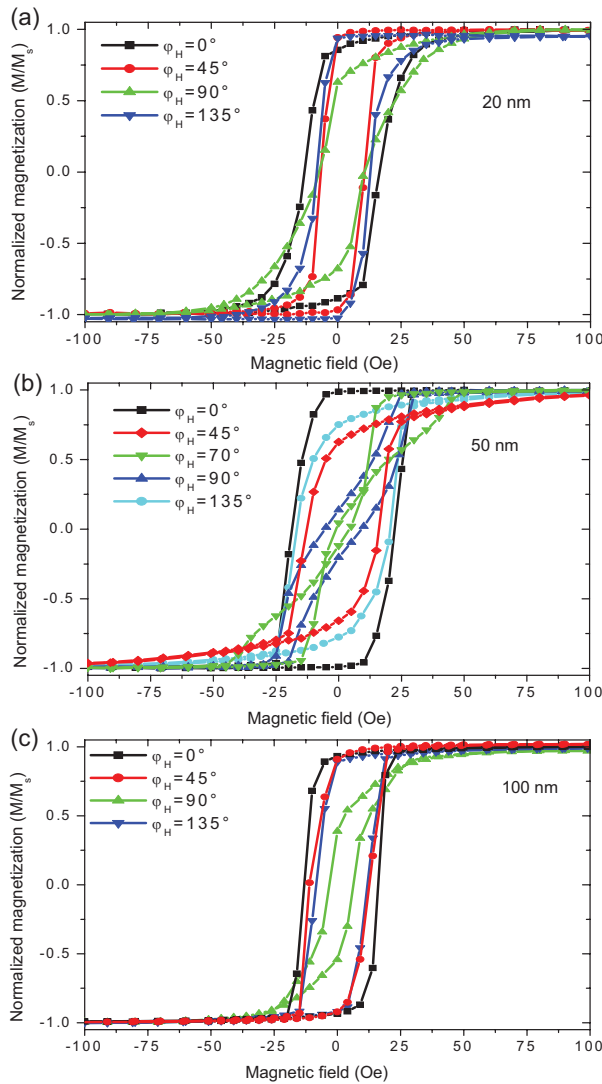 (a)
1.0
0.5
0.0
-0.5
-1.0
Normalized magnetization (M/Ms)
φH=0°
φH=45°
φH=90°
φH=135°
20 nm
-100 -75 -50 -25 0 25 50 75 100
Magnetic field (Oe)
(b)
1.0
0.5
0.0
-0.5
-1.0
Normalized magnetization (M/Ms)
φH=0°
φH=45°
φH=70°
φH=90°
φH=135°
50 nm
-100 -75 -50 -25 0 25 50 75 100
Magnetic field (Oe)
(c)
1.0
0.5
0.0
-0.5
-1.0
Normalized magnetization (M/Ms)
φH=0°
φH=45°
φH=90°
φH=135°
100 nm
-100 -75 -50 -25 0 25 50 75 100
Magnetic field (Oe)